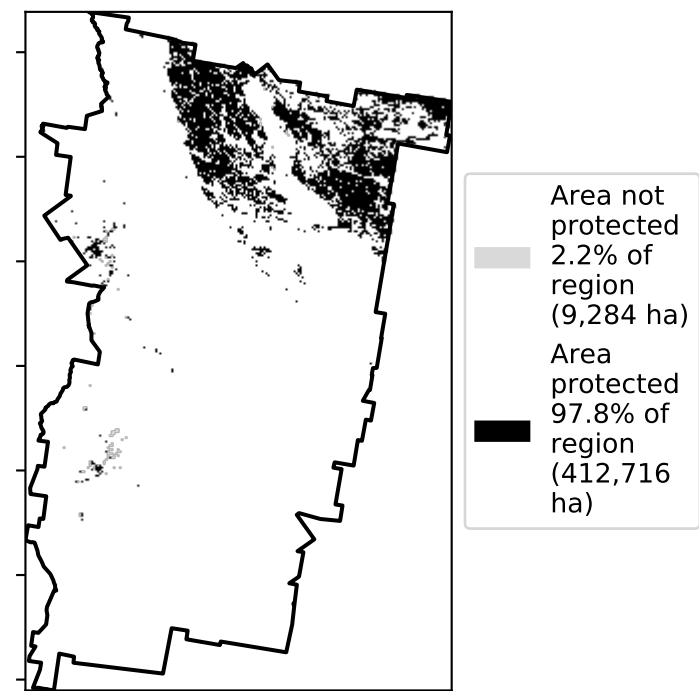 Area not
protected
2.2% of
region
(9,284 ha)
Area
protected
97.8% of
region
(412,716
ha)